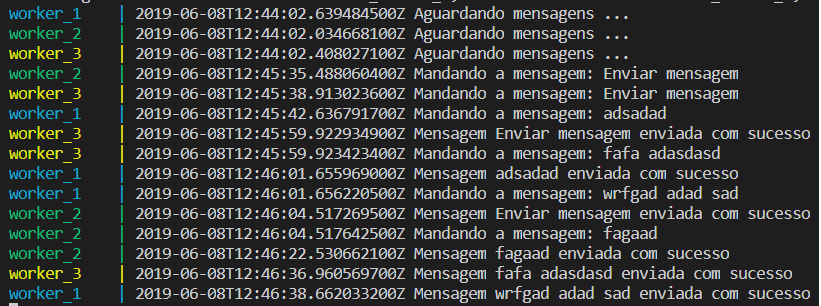 worker_1 | 2019-06-08T12:44:02.639484500Z Aguardando mensagens ...
worker_2 | 2019-06-08T12:44:02.034668100Z Aguardando mensagens ...
worker_3 | 2019-06-08T12:44:02.408027100Z Aguardando mensagens ...
worker_2 | 2019-06-08T12:45:35.488060400Z Mandando a mensagem: Enviar mensagem
worker_3 | 2019-06-08T12:45:38.913023600Z Mandando a mensagem: Enviar mensagem
worker_1 | 2019-06-08T12:45:42.636791700Z Mandando a mensagem: adsadad
worker_3 | 2019-06-08T12:45:59.922934900Z Mensagem Enviar mensagem enviada com sucesso
worker_3 | 2019-06-08T12:45:59.923423400Z Mandando a mensagem: fafa adasdasd
worker_1 | 2019-06-08T12:46:01.655969000Z Mensagem adsadad enviada com sucesso
worker_1 | 2019-06-08T12:46:01.656220500Z Mandando a mensagem: wrfgad adad sad
worker_2 | 2019-06-08T12:46:04.517269500Z Mensagem Enviar mensagem enviada com sucesso
worker_2 | 2019-06-08T12:46:04.517642500Z Mandando a mensagem: fagaad
worker_2 | 2019-06-08T12:46:22.530662100Z Mensagem fagaad enviada com sucesso
worker_3 | 2019-06-08T12:46:36.960569700Z Mensagem fafa adasdasd enviada com sucesso
worker_1 | 2019-06-08T12:46:38.662033200Z Mensagem wrfgad adad sad enviada com sucesso